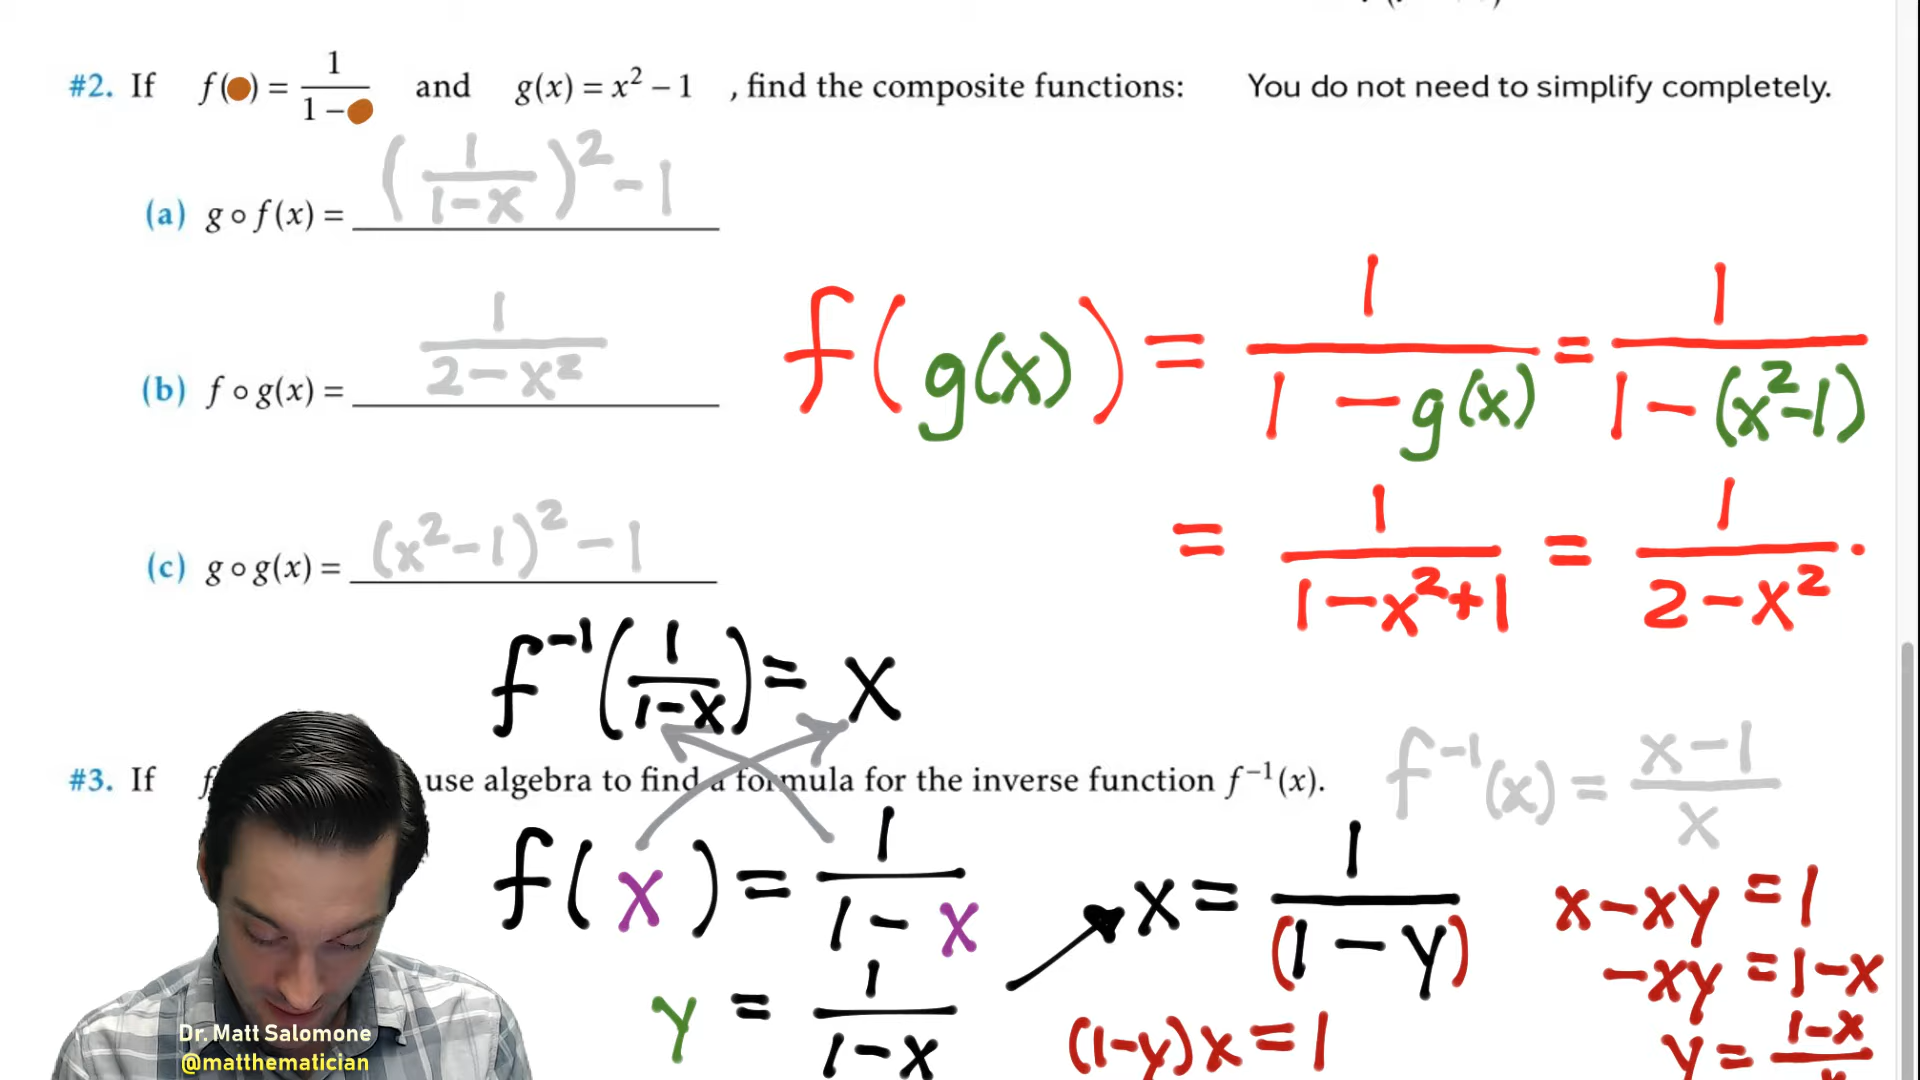 #2. If f( ) = 1/(1 − ) and g(x) = x² − 1 , find the composite functions: You do not need to simplify completely.
(a) g ∘ f(x) = (1/(1−x))² − 1
(b) f ∘ g(x) = 1/(2−x²)
f(g(x)) = 1/(1 − g(x)) = 1/(1 − (x²−1))
= 1/(1−x²+1) = 1/(2−x²).
(c) g ∘ g(x) = (x²−1)² − 1
f⁻¹(1/(1−x)) = x
#3. If f use algebra to find a formula for the inverse function f⁻¹(x).
f⁻¹(x) = (x−1)/x
f(x) = 1/(1−x)
y = 1/(1−x)
x = 1/(1−y)
(1−y)x = 1
x − xy = 1
−xy = 1−x
y = 1−x
Dr. Matt Salomone
@matthematician